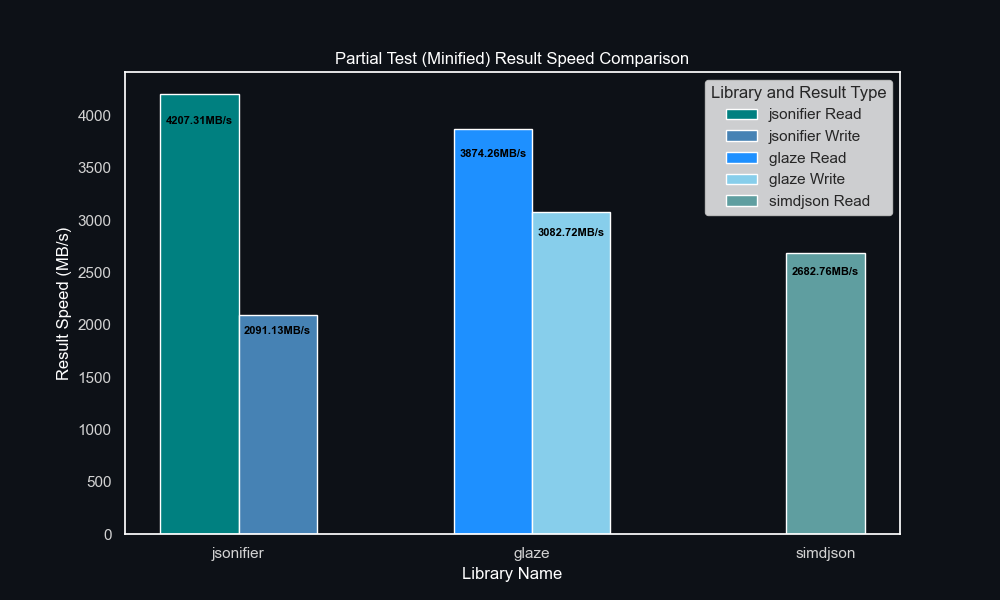 Partial Test (Minified) Result Speed Comparison
Library and Result Type
jsonifier Read
jsonifier Write
glaze Read
glaze Write
simdjson Read
Result Speed (MB/s)
4000
3500
3000
2500
2000
1500
1000
500
0
4207.31MB/s
2091.13MB/s
3874.26MB/s
3082.72MB/s
2682.76MB/s
jsonifier
glaze
simdjson
Library Name